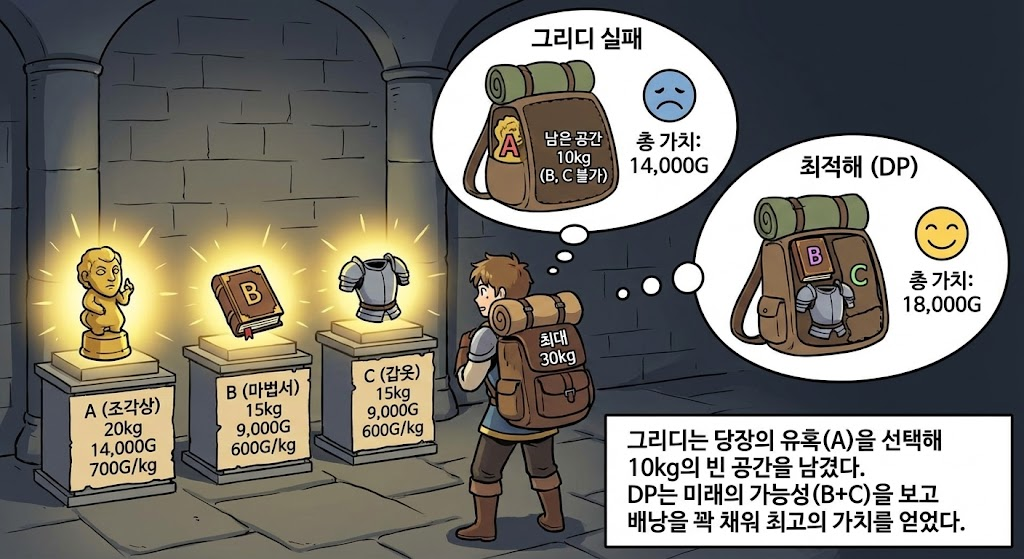 그리디 실패
A
남은 공간
10kg
(B, C 블가)
총 가치:
14,000G
최적해 (DP)
B
C
총 가치:
18,000G
B
최대
30kg
A (조각상)
20kg
14,000G
700G/kg
B (마법서)
15kg
9,000G
600G/kg
C (갑옷)
15kg
9,000G
600G/kg
그리디는 당장의 유혹(A)을 선택해
10kg의 빈 공간을 남겼다.
DP는 미래의 가능성(B+C)을 보고
배낭을 꽉 채워 최고의 가치를 얻었다.